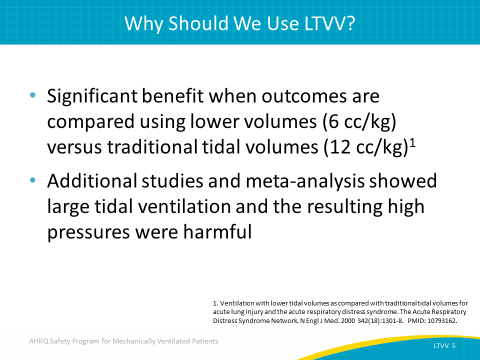 Why Should We Use LTVV?
• Significant benefit when outcomes are
compared using lower volumes (6 cc/kg)
versus traditional tidal volumes (12 cc/kg)¹
• Additional studies and meta-analysis showed
large tidal ventilation and the resulting high
pressures were harmful
1. Ventilation with lower tidal volumes as compared with traditional tidal volumes for
acute lung injury and the acute respiratory distress syndrome. The Acute Respiratory
Distress Syndrome Network. N Engl J Med. 2000 342(18):1301-8. PMID: 10793162.
AHRQ Safety Program for Mechanically Ventilated Patients
LTVV 5